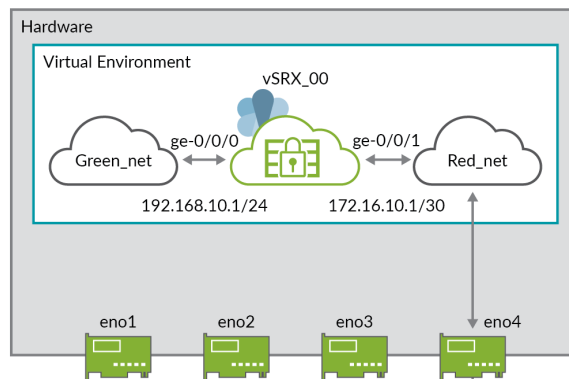 Hardware
Virtual Environment
vSRX_00
Green_net
ge-0/0/0
ge-0/0/1
Red_net
192.168.10.1/24
172.16.10.1/30
eno1
eno2
eno3
eno4